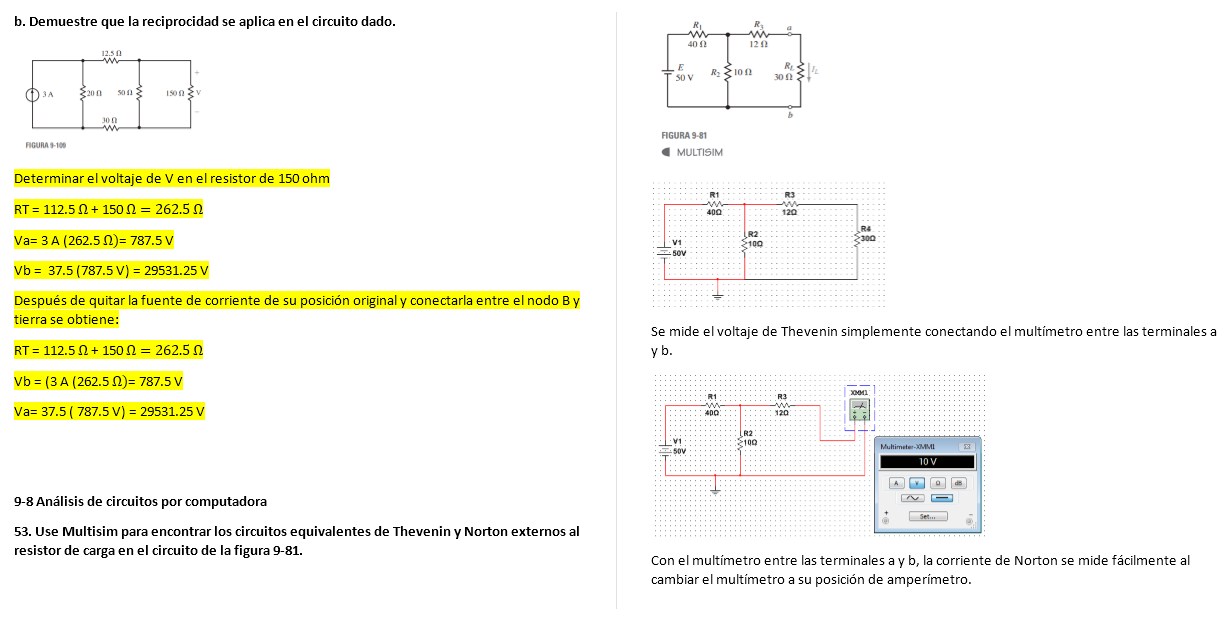 b. Demuestre que la reciprocidad se aplica en el circuito dado.
12.5 Ω
3 A
20 Ω
50 Ω
150 Ω
+
V
−
30 Ω
FIGURA 9-109
Determinar el voltaje de V en el resistor de 150 ohm
RT = 112.5 Ω + 150 Ω = 262.5 Ω
Va= 3 A (262.5 Ω)= 787.5 V
Vb = 37.5 (787.5 V) = 29531.25 V
Después de quitar la fuente de corriente de su posición original y conectarla entre el nodo B y
tierra se obtiene:
RT = 112.5 Ω + 150 Ω = 262.5 Ω
Vb = (3 A (262.5 Ω)= 787.5 V
Va= 37.5 ( 787.5 V) = 29531.25 V
9-8 Análisis de circuitos por computadora
53. Use Multisim para encontrar los circuitos equivalentes de Thevenin y Norton externos al
resistor de carga en el circuito de la figura 9-81.
R1
40 Ω
R3
12 Ω
a
E
50 V
R2
10 Ω
RL
30 Ω
IL
b
FIGURA 9-81
MULTISIM
R1
40Ω
R3
12Ω
V1
50V
R2
10Ω
R4
30Ω
Se mide el voltaje de Thevenin simplemente conectando el multímetro entre las terminales a
y b.
R1
40Ω
R3
12Ω
XMM1
V1
50V
R2
10Ω
Multimeter-XMM1
10 V
A
V
Ω
dB
Set...
+
−
Con el multímetro entre las terminales a y b, la corriente de Norton se mide fácilmente al
cambiar el multímetro a su posición de amperímetro.